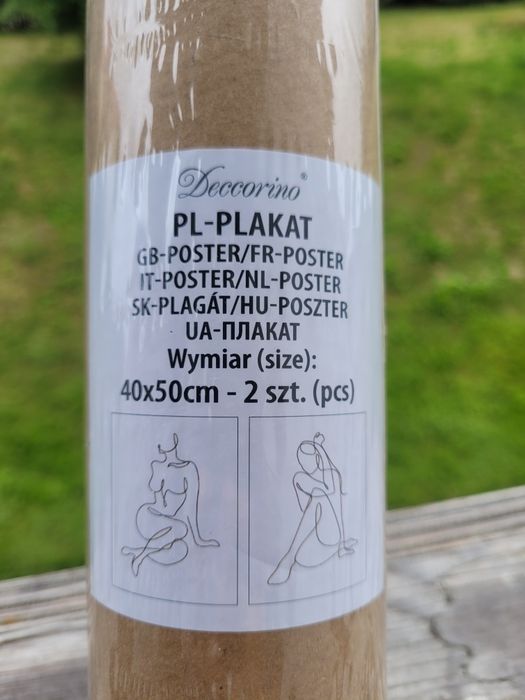 Deccorino®
PL-PLAKAT
GB-POSTER/FR-POSTER
IT-POSTER/NL-POSTER
SK-PLAGÁT/HU-POSZTER
UA-ПЛАКАТ
Wymiar (size):
40x50cm - 2 szt. (pcs)